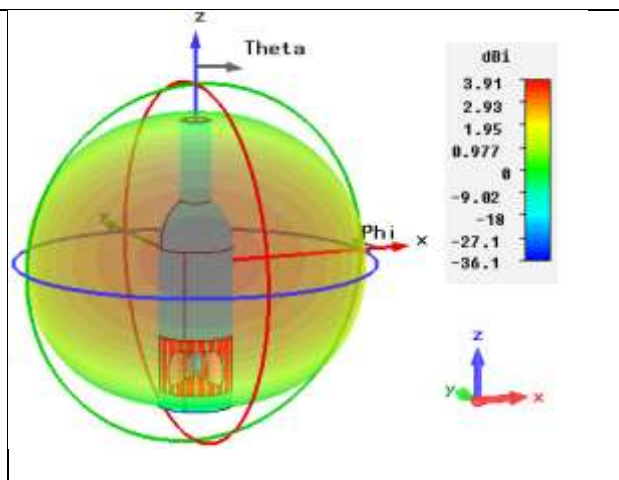 z
Theta
Phi
x
dBi
3.91
2.93
1.95
0.977
0
-9.02
-18
-27.1
-36.1
z
y
x